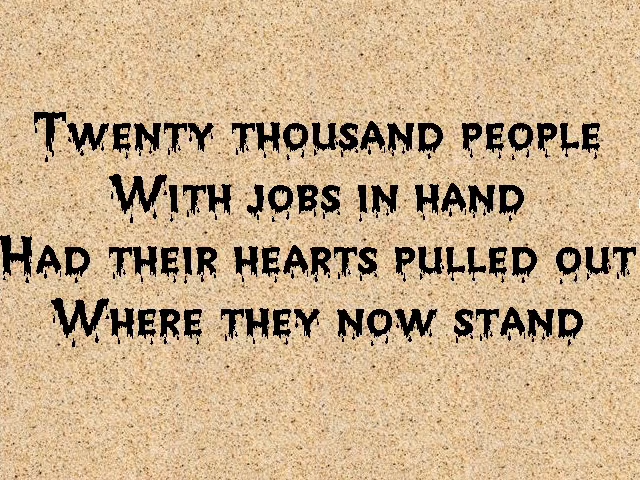 Twenty thousand people
With jobs in hand
Had their hearts pulled out
Where they now stand